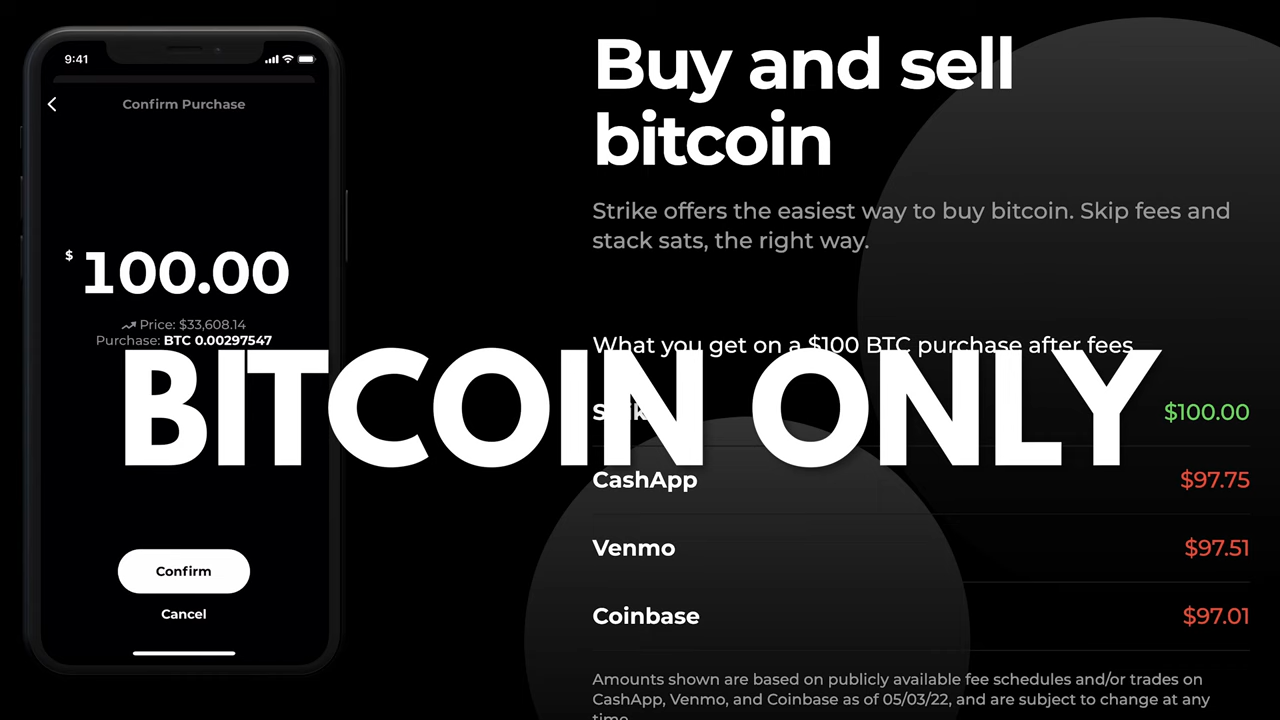 9:41
Confirm Purchase
$ 100.00
Price: $33,608.14
Purchase: BTC 0.00297547
Confirm
Cancel
Buy and sell
bitcoin
Strike offers the easiest way to buy bitcoin. Skip fees and
stack sats, the right way.
What you get on a $100 BTC purchase after fees
BITCOIN ONLY
Strike $100.00
CashApp $97.75
Venmo $97.51
Coinbase $97.01
Amounts shown are based on publicly available fee schedules and/or trades on
CashApp, Venmo, and Coinbase as of 05/03/22, and are subject to change at any
time